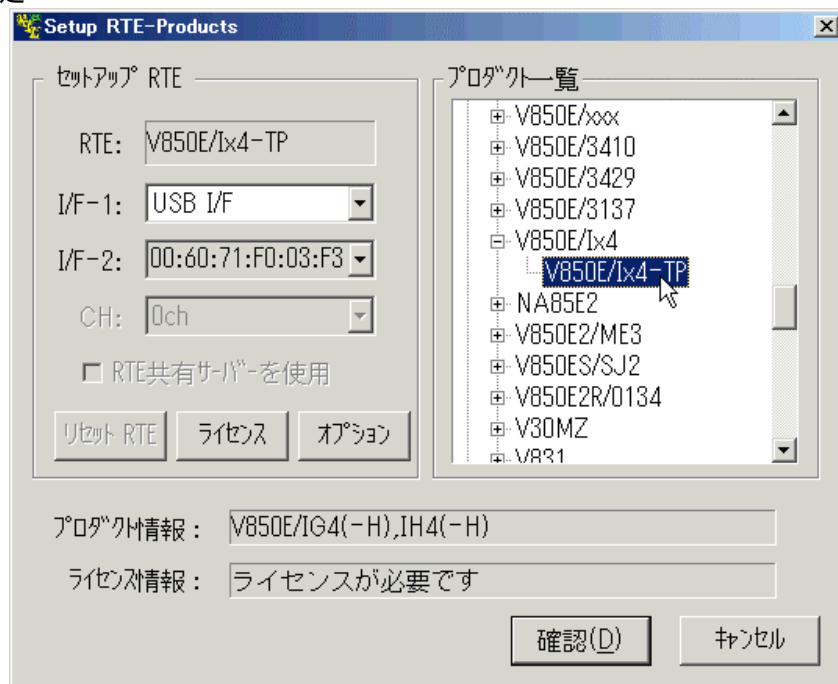 Setup RTE-Products
セットアップ RTE
RTE: V850E/Ix4-TP
I/F-1: USB I/F
I/F-2: 00:60:71:F0:03:F3
CH: 0ch
RTE共有サーバーを使用
リセット RTE ライセンス オプション
プロダクト一覧
V850E/xxx
V850E/3410
V850E/3429
V850E/3137
V850E/Ix4
V850E/Ix4-TP
NA85E2
V850E2/ME3
V850ES/SJ2
V850E2R/0134
V30MZ
V831
プロダクト情報： V850E/IG4(-H),IH4(-H)
ライセンス情報： ライセンスが必要です
確認(D) キャンセル